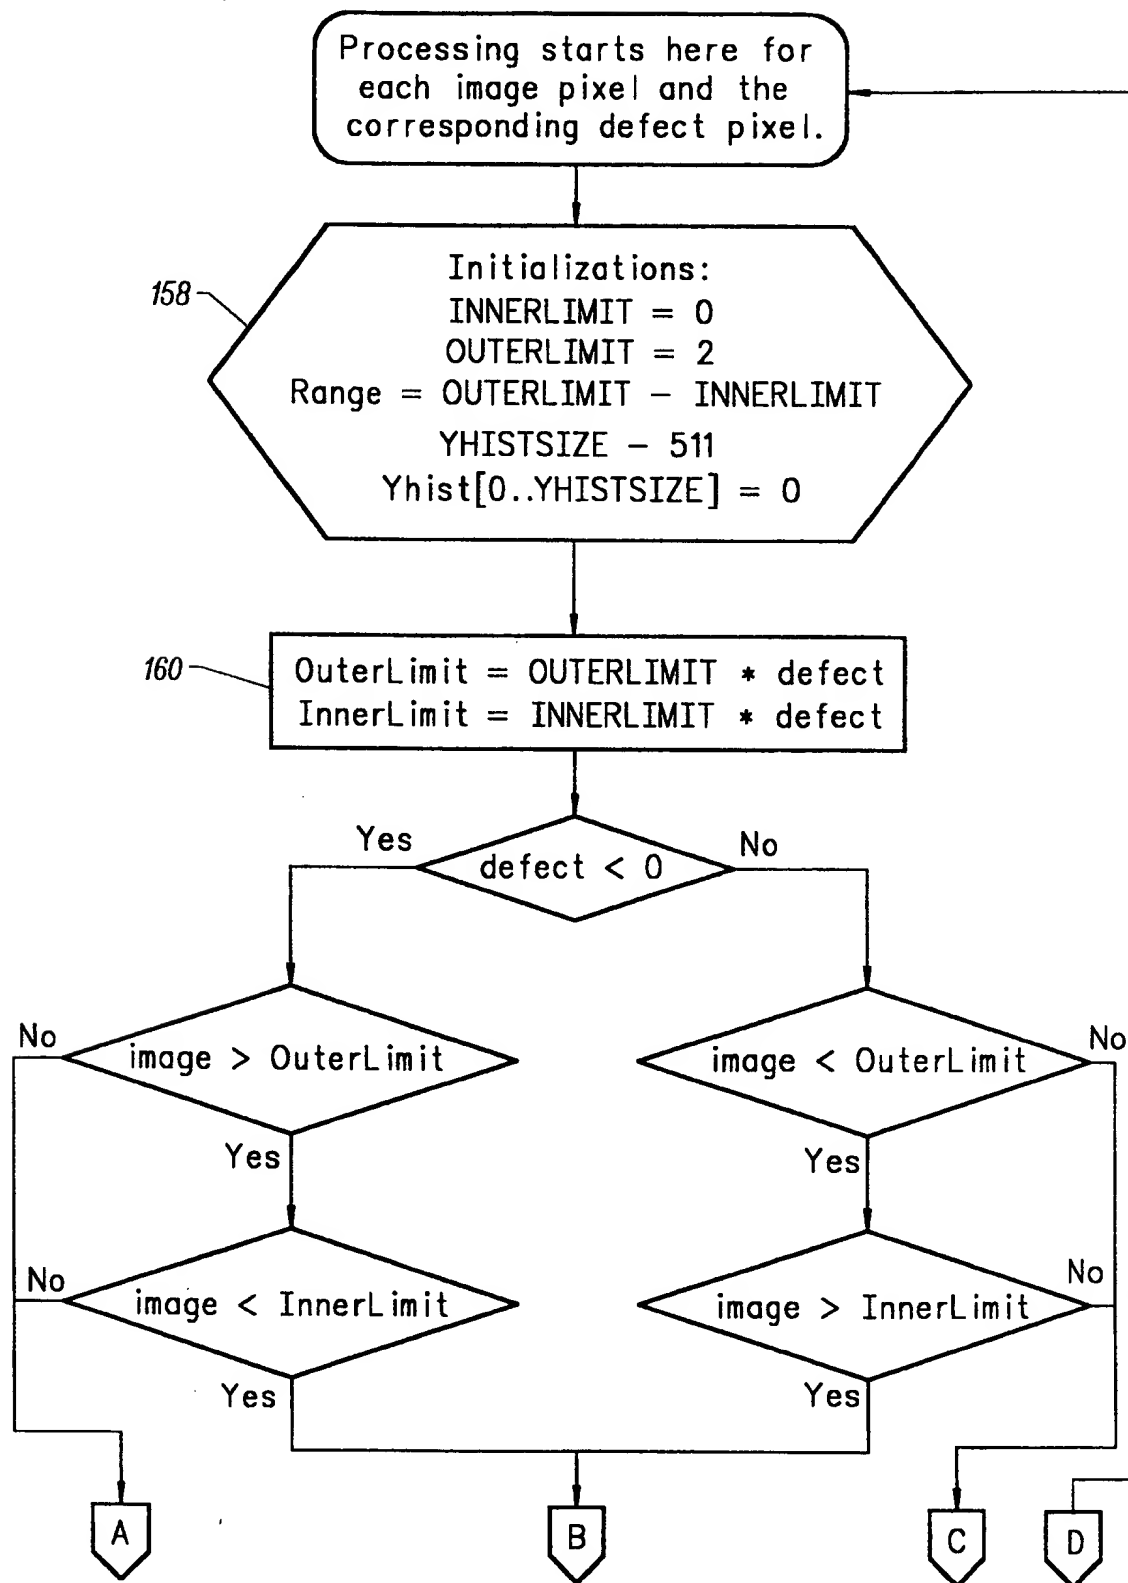 Processing starts here for
each image pixel and the
corresponding defect pixel.
158
Initializations:
INNERLIMIT = 0
OUTERLIMIT = 2
Range = OUTERLIMIT - INNERLIMIT
YHISTSIZE - 511
Yhist[0..YHISTSIZE] = 0
160
OuterLimit = OUTERLIMIT * defect
InnerLimit = INNERLIMIT * defect
Yes
defect < 0
No
No
image > OuterLimit
image < OuterLimit
No
Yes
Yes
No
image < InnerLimit
image > InnerLimit
No
Yes
Yes
A
B
C
D